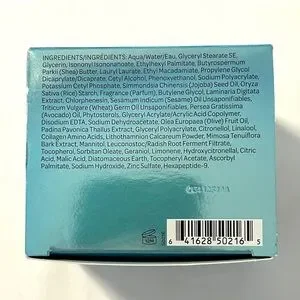 INGREDIENTS/INGRÉDIENTS: Aqua/Water/Eau, Glyceryl Stearate SE,
Glycerin, Isononyl Isononanoate, Ethylhexyl Palmitate, Butyrospermum
Parkii (Shea) Butter, Lauryl Laurate, Ethyl Macadamiate, Propylene Glycol
Dicaprylate/Dicaprate, Cetyl Alcohol, Phenoxyethanol, Sodium Polyacrylate,
Potassium Cetyl Phosphate, Simmondsia Chinensis (Jojoba) Seed Oil, Oryza
Sativa (Rice) Starch, Fragrance (Parfum), Butylene Glycol, Laminaria Digitata
Extract, Chlorphenesin, Sesamum Indicum (Sesame) Oil Unsaponifiables,
Triticum Vulgare (Wheat) Germ Oil Unsaponifiables, Persea Gratissima
(Avocado) Oil, Phytosterols, Glyceryl Acrylate/Acrylic Acid Copolymer,
Disodium EDTA, Sodium Dehydroacetate, Olea Europaea (Olive) Fruit Oil,
Padina Pavonica Thallus Extract, Glyceryl Polyacrylate, Citronellol, Linalool,
Collagen Amino Acids, Lithothamnion Calcareum Powder, Mimosa Tenuiflora
Bark Extract, Mannitol, Leuconostoc/Radish Root Ferment Filtrate,
Tocopherol, Sorbitan Oleate, Geraniol, Limonene, Hydroxycitronellal, Citric
Acid, Malic Acid, Diatomaceous Earth, Tocopheryl Acetate, Ascorbyl
Palmitate, Sodium Hydroxide, Zinc Sulfate, Hexapeptide-9.
6 41628 50216 5